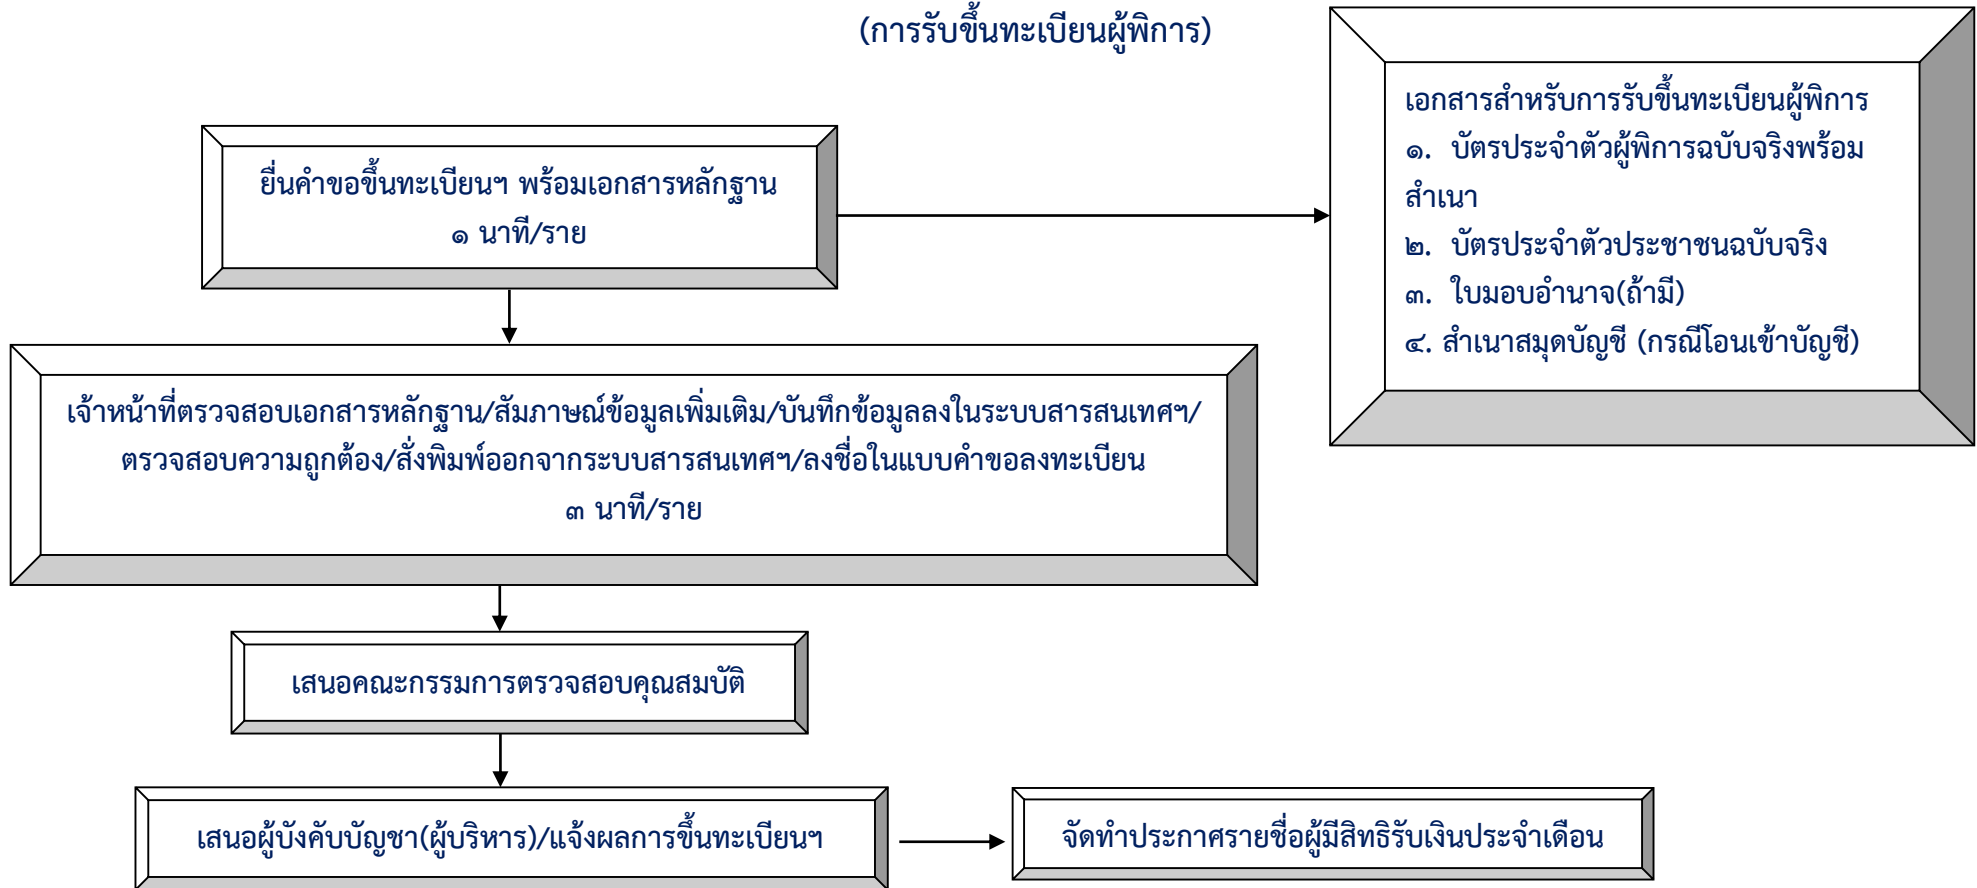 (การรับขึ้นทะเบียนผู้พิการ)
ยื่นคำขอขึ้นทะเบียนฯ พร้อมเอกสารหลักฐาน
๑ นาที/ราย
เอกสารสำหรับการรับขึ้นทะเบียนผู้พิการ
๑. บัตรประจำตัวผู้พิการฉบับจริงพร้อม
สำเนา
๒. บัตรประจำตัวประชาชนฉบับจริง
๓. ใบมอบอำนาจ(ถ้ามี)
๔. สำเนาสมุดบัญชี (กรณีโอนเข้าบัญชี)
เจ้าหน้าที่ตรวจสอบเอกสารหลักฐาน/สัมภาษณ์ข้อมูลเพิ่มเติม/บันทึกข้อมูลลงในระบบสารสนเทศฯ/
ตรวจสอบความถูกต้อง/สั่งพิมพ์ออกจากระบบสารสนเทศฯ/ลงชื่อในแบบคำขอลงทะเบียน
๓ นาที/ราย
เสนอคณะกรรมการตรวจสอบคุณสมบัติ
เสนอผู้บังคับบัญชา(ผู้บริหาร)/แจ้งผลการขึ้นทะเบียนฯ
จัดทำประกาศรายชื่อผู้มีสิทธิรับเงินประจำเดือน